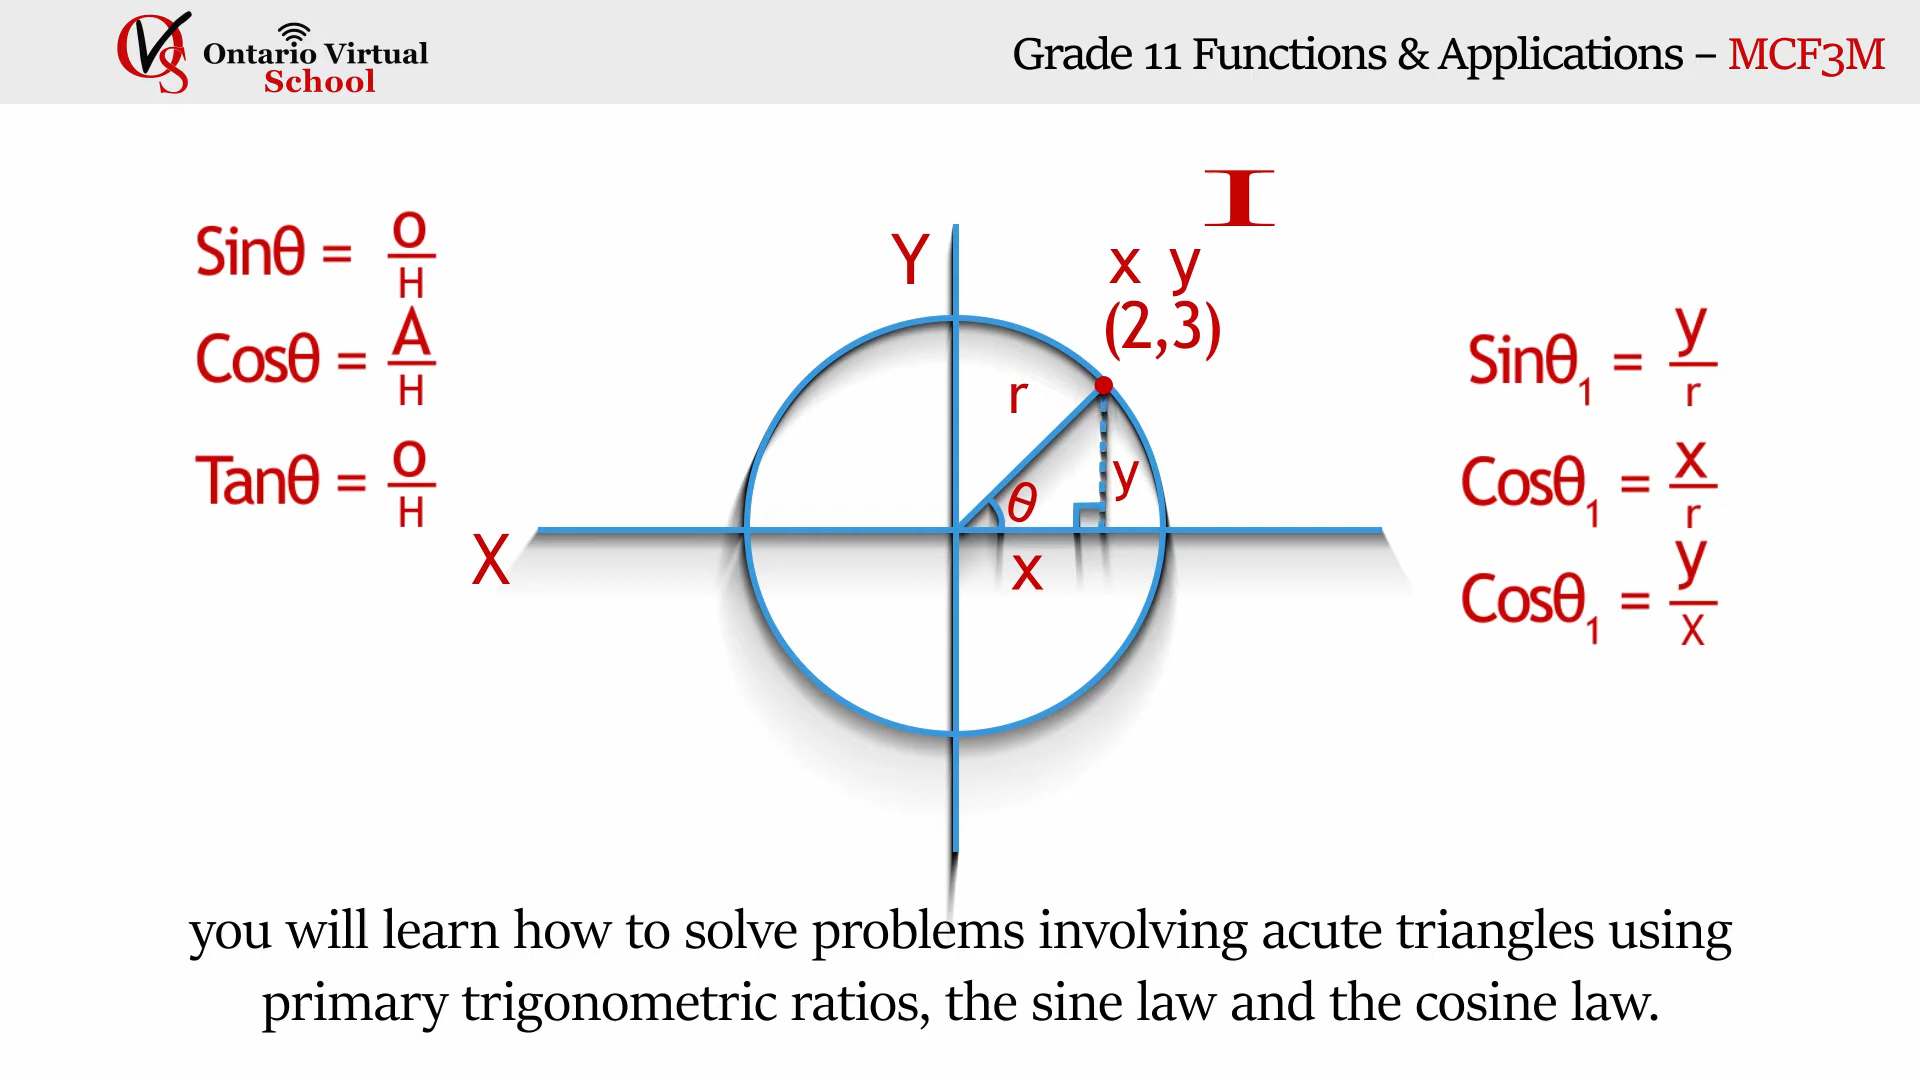 OVS Ontario Virtual
School
Grade 11 Functions & Applications – MCF3M
Sinθ = O/H
Cosθ = A/H
Tanθ = O/H
I
Y
x y
(2,3)
r
y
θ
X
x
Sinθ₁ = y/r
Cosθ₁ = x/r
Cosθ₁ = y/X
you will learn how to solve problems involving acute triangles using
primary trigonometric ratios, the sine law and the cosine law.